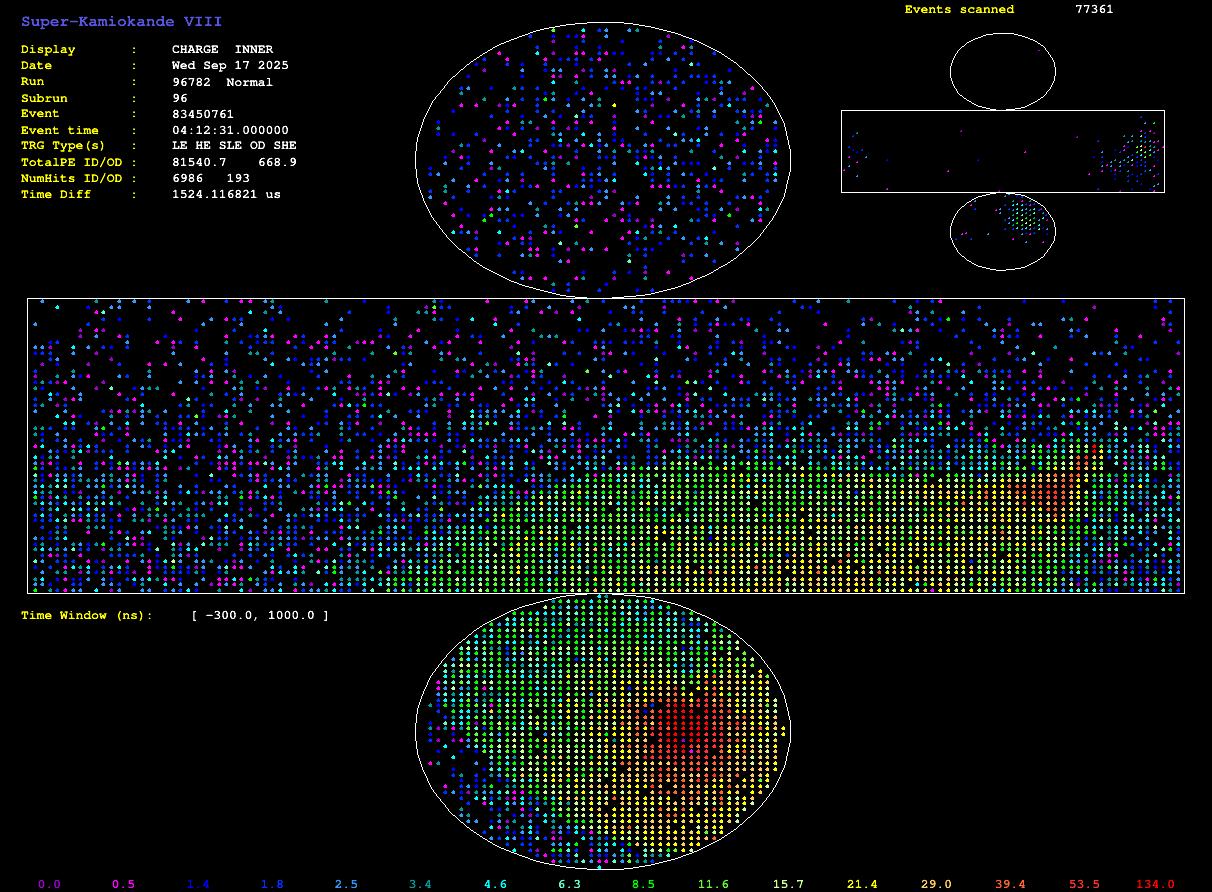 Super-Kamiokande VIII
Display : CHARGE INNER
Date : Wed Sep 17 2025
Run : 96782 Normal
Subrun : 96
Event : 83450761
Event time : 04:12:31.000000
TRG Type(s) : LE HE SLE OD SHE
TotalPE ID/OD : 81540.7 668.9
NumHits ID/OD : 6986 193
Time Diff : 1524.116821 us
Events scanned 77361
Time Window (ns): [ -300.0, 1000.0 ]
0.0 0.5 1.4 1.8 2.5 3.4 4.6 6.3 8.5 11.6 15.7 21.4 29.0 39.4 53.5 134.0